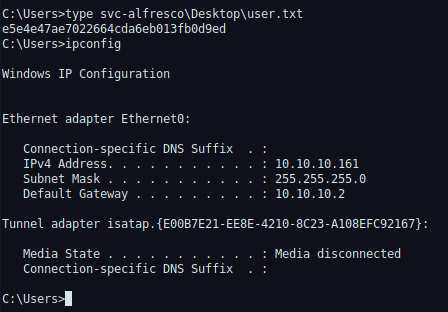 C:\Users>type svc-alfresco\Desktop\user.txt
e5e4e47ae7022664cda6eb013fb0d9ed
C:\Users>ipconfig
Windows IP Configuration
Ethernet adapter Ethernet0:
   Connection-specific DNS Suffix  . :
   IPv4 Address. . . . . . . . . . . : 10.10.10.161
   Subnet Mask . . . . . . . . . . . : 255.255.255.0
   Default Gateway . . . . . . . . . : 10.10.10.2
Tunnel adapter isatap.{E00B7E21-EE8E-4210-8C23-A108EFC92167}:
   Media State . . . . . . . . . . . : Media disconnected
   Connection-specific DNS Suffix  . :
C:\Users>